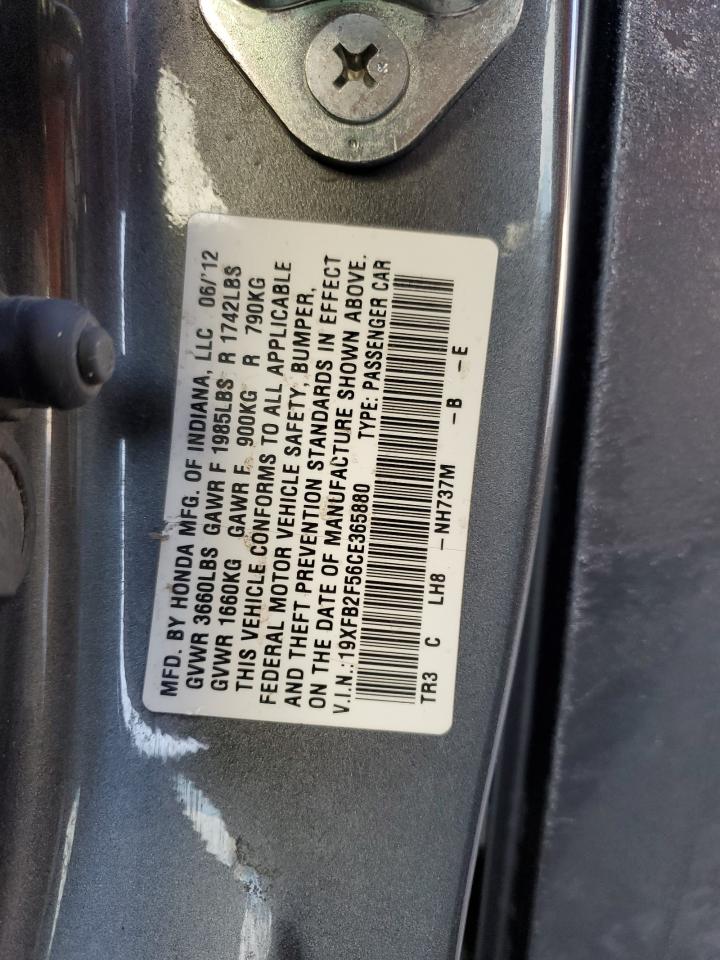 MFD. BY HONDA MFG. OF INDIANA, LLC 06/'12
GVWR 3660LBS GAWR F 1985LBS R 1742LBS
GVWR 1660KG GAWR F 900KG R 790KG
THIS VEHICLE CONFORMS TO ALL APPLICABLE
FEDERAL MOTOR VEHICLE SAFETY, BUMPER,
AND THEFT PREVENTION STANDARDS IN EFFECT
ON THE DATE OF MANUFACTURE SHOWN ABOVE.
V.I.N.: 19XFB2F56CE365880 TYPE: PASSENGER CAR
TR3 C LH8 - NH737M - B - E